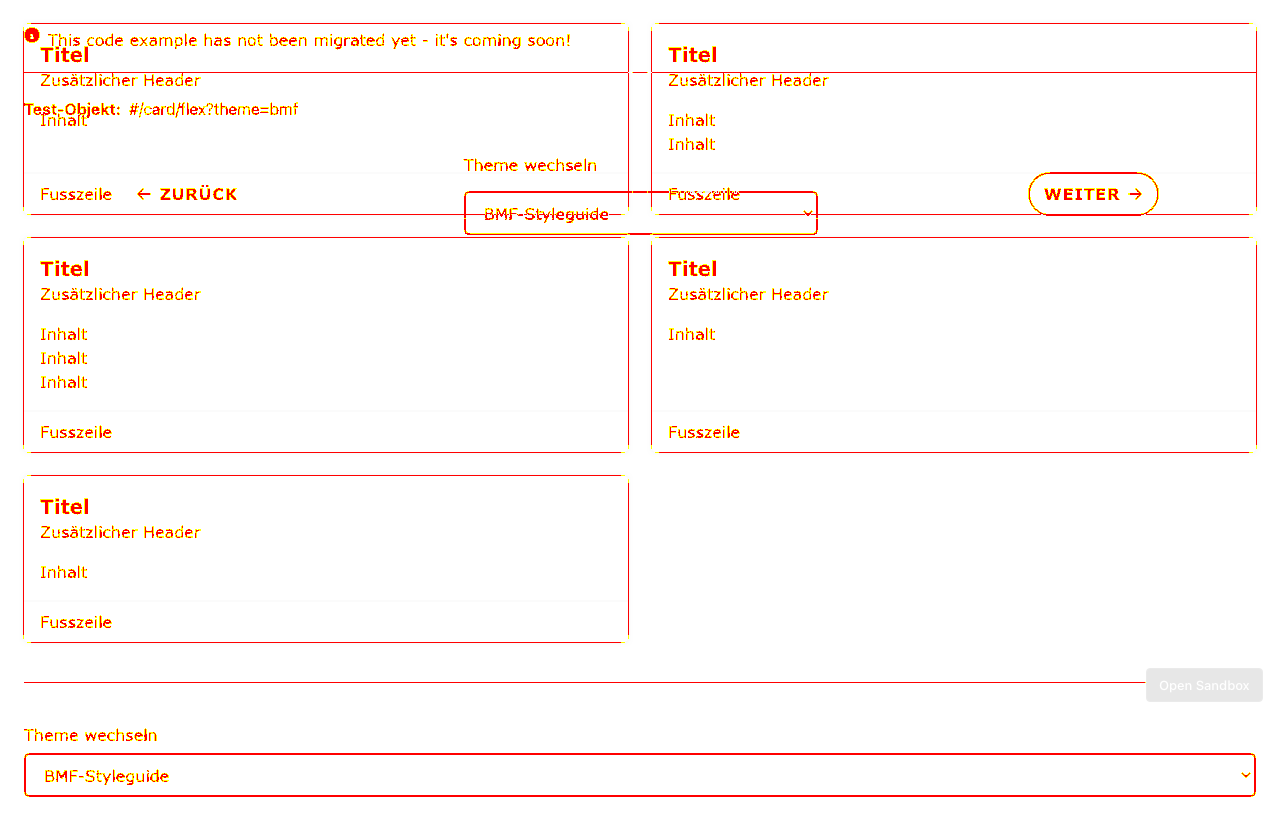 This code example has not been migrated yet - it's coming soon!
Titel
Titel
Zusätzlicher Header
Zusätzlicher Header
Test-Objekt: #/card/flex?theme=bmf
Inhalt
Inhalt
Inhalt
Theme wechseln
Fusszeile
← ZURÜCK
Fusszeile
WEITER →
BMF-Styleguide
Titel
Titel
Zusätzlicher Header
Zusätzlicher Header
Inhalt
Inhalt
Inhalt
Inhalt
Fusszeile
Fusszeile
Titel
Zusätzlicher Header
Inhalt
Fusszeile
Open Sandbox
Theme wechseln
BMF-Styleguide